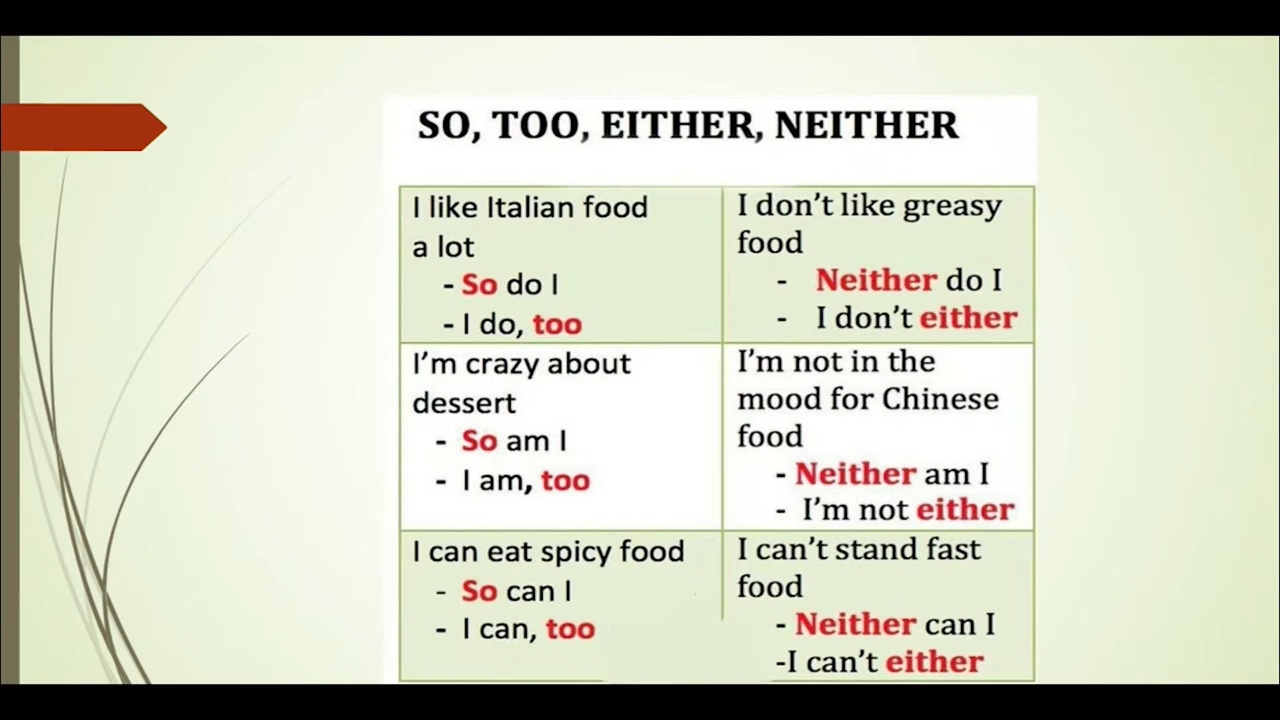 SO, TOO, EITHER, NEITHER
I like Italian food
a lot
- So do I
- I do, too
I don’t like greasy
food
- Neither do I
- I don’t either
I’m crazy about
dessert
- So am I
- I am, too
I’m not in the
mood for Chinese
food
- Neither am I
- I’m not either
I can eat spicy food
- So can I
- I can, too
I can’t stand fast
food
- Neither can I
-I can’t either